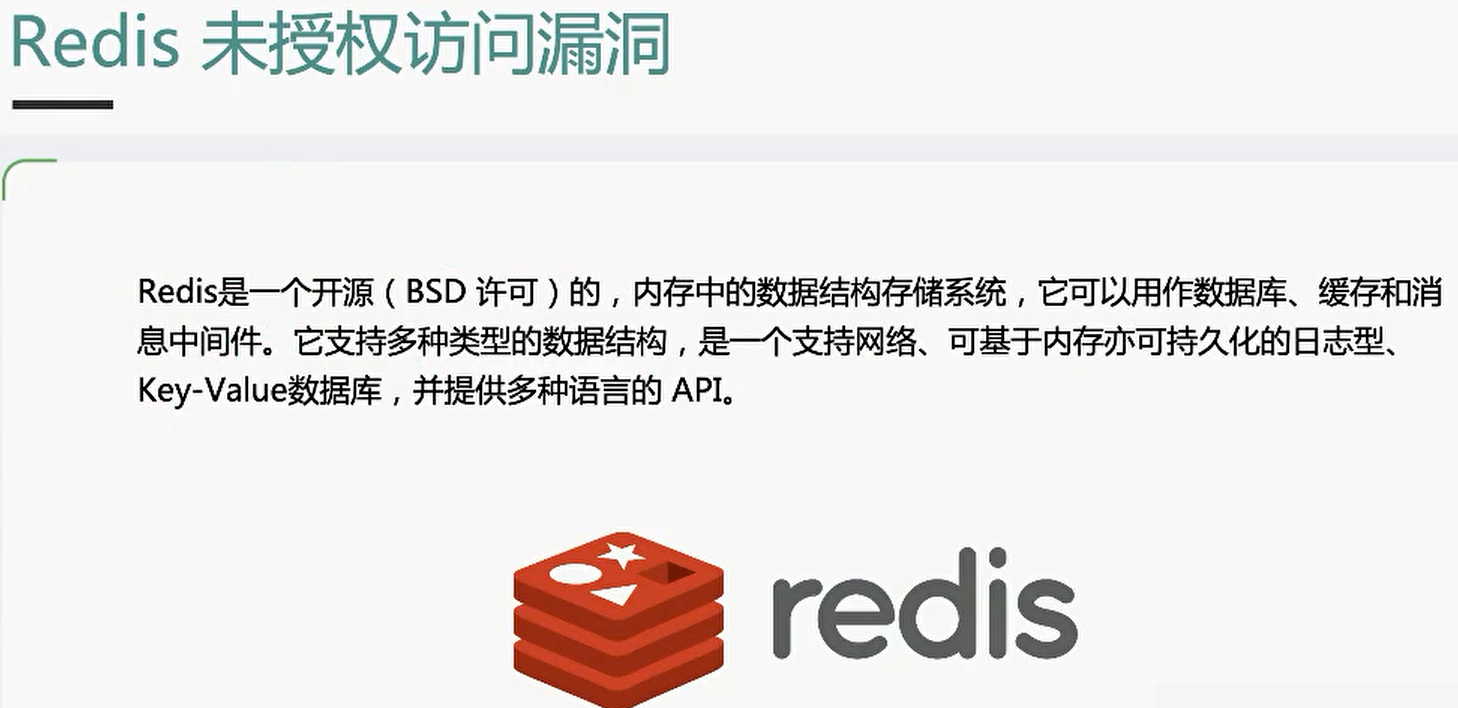 Redis 未授权访问漏洞
Redis是一个开源（BSD 许可）的，内存中的数据结构存储系统，它可以用作数据库、缓存和消
息中间件。它支持多种类型的数据结构，是一个支持网络、可基于内存亦可持久化的日志型、
Key-Value数据库，并提供多种语言的 API。
redis